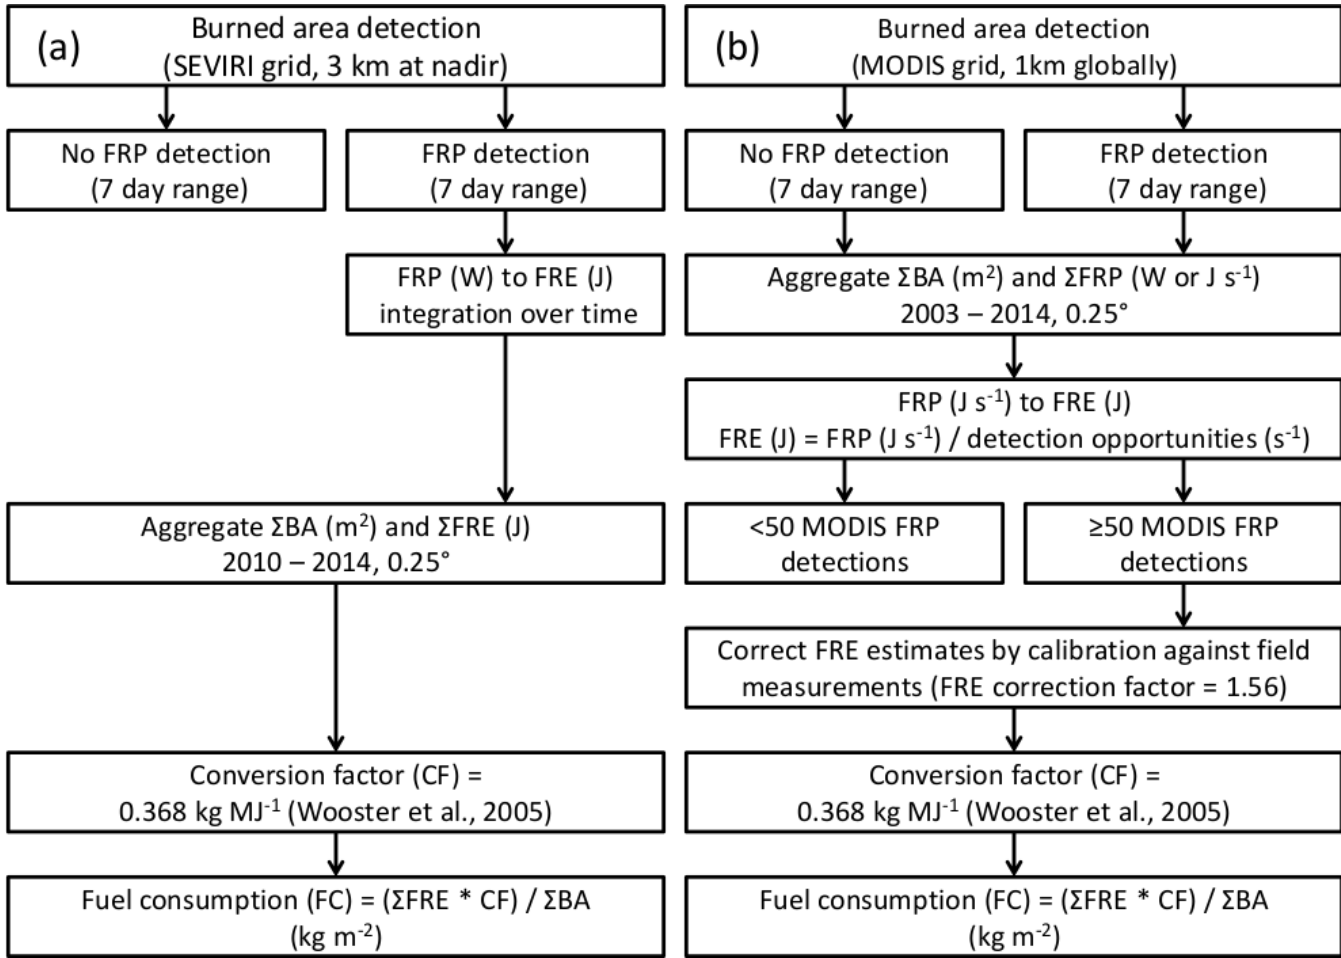 (a)
Burned area detection
(SEVIRI grid, 3 km at nadir)
No FRP detection
(7 day range)
FRP detection
(7 day range)
FRP (W) to FRE (J)
integration over time
Aggregate ΣBA (m²) and ΣFRE (J)
2010 – 2014, 0.25°
Conversion factor (CF) =
0.368 kg MJ⁻¹ (Wooster et al., 2005)
Fuel consumption (FC) = (ΣFRE * CF) / ΣBA
(kg m⁻²)
(b)
Burned area detection
(MODIS grid, 1km globally)
No FRP detection
(7 day range)
FRP detection
(7 day range)
Aggregate ΣBA (m²) and ΣFRP (W or J s⁻¹)
2003 – 2014, 0.25°
FRP (J s⁻¹) to FRE (J)
FRE (J) = FRP (J s⁻¹) / detection opportunities (s⁻¹)
<50 MODIS FRP
detections
≥50 MODIS FRP
detections
Correct FRE estimates by calibration against field
measurements (FRE correction factor = 1.56)
Conversion factor (CF) =
0.368 kg MJ⁻¹ (Wooster et al., 2005)
Fuel consumption (FC) = (ΣFRE * CF) / ΣBA
(kg m⁻²)